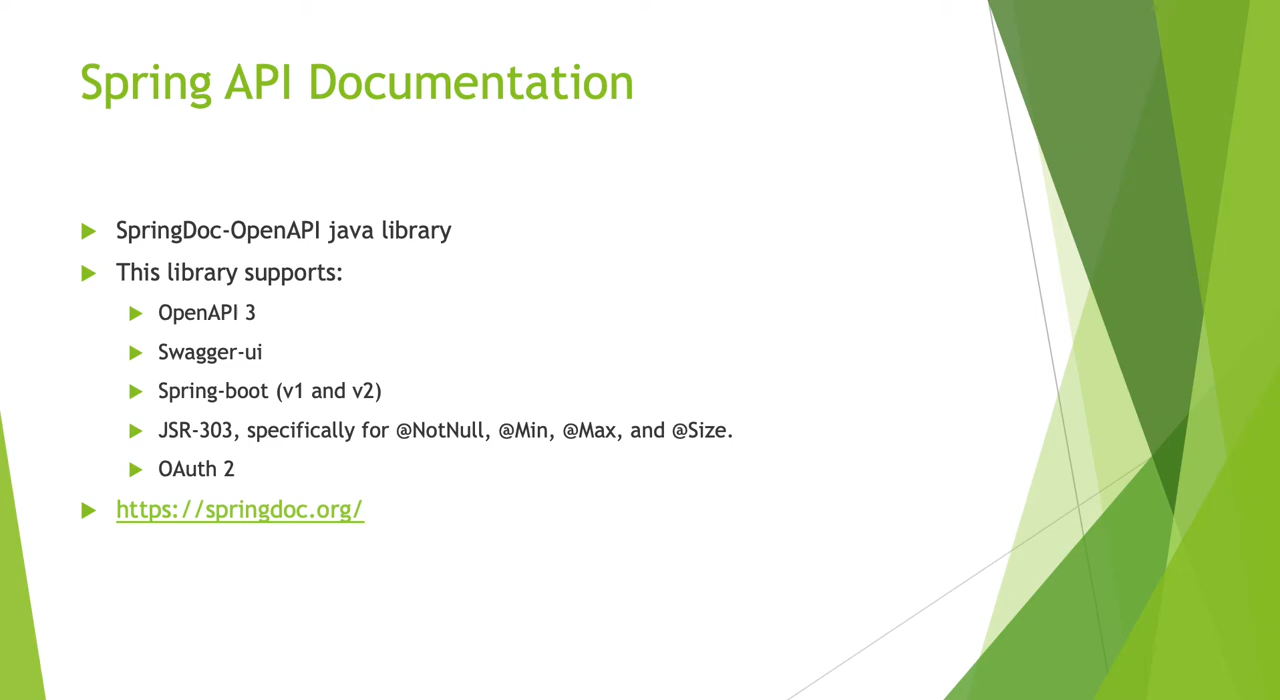 Spring API Documentation
SpringDoc-OpenAPI java library
This library supports:
OpenAPI 3
Swagger-ui
Spring-boot (v1 and v2)
JSR-303, specifically for @NotNull, @Min, @Max, and @Size.
OAuth 2
https://springdoc.org/